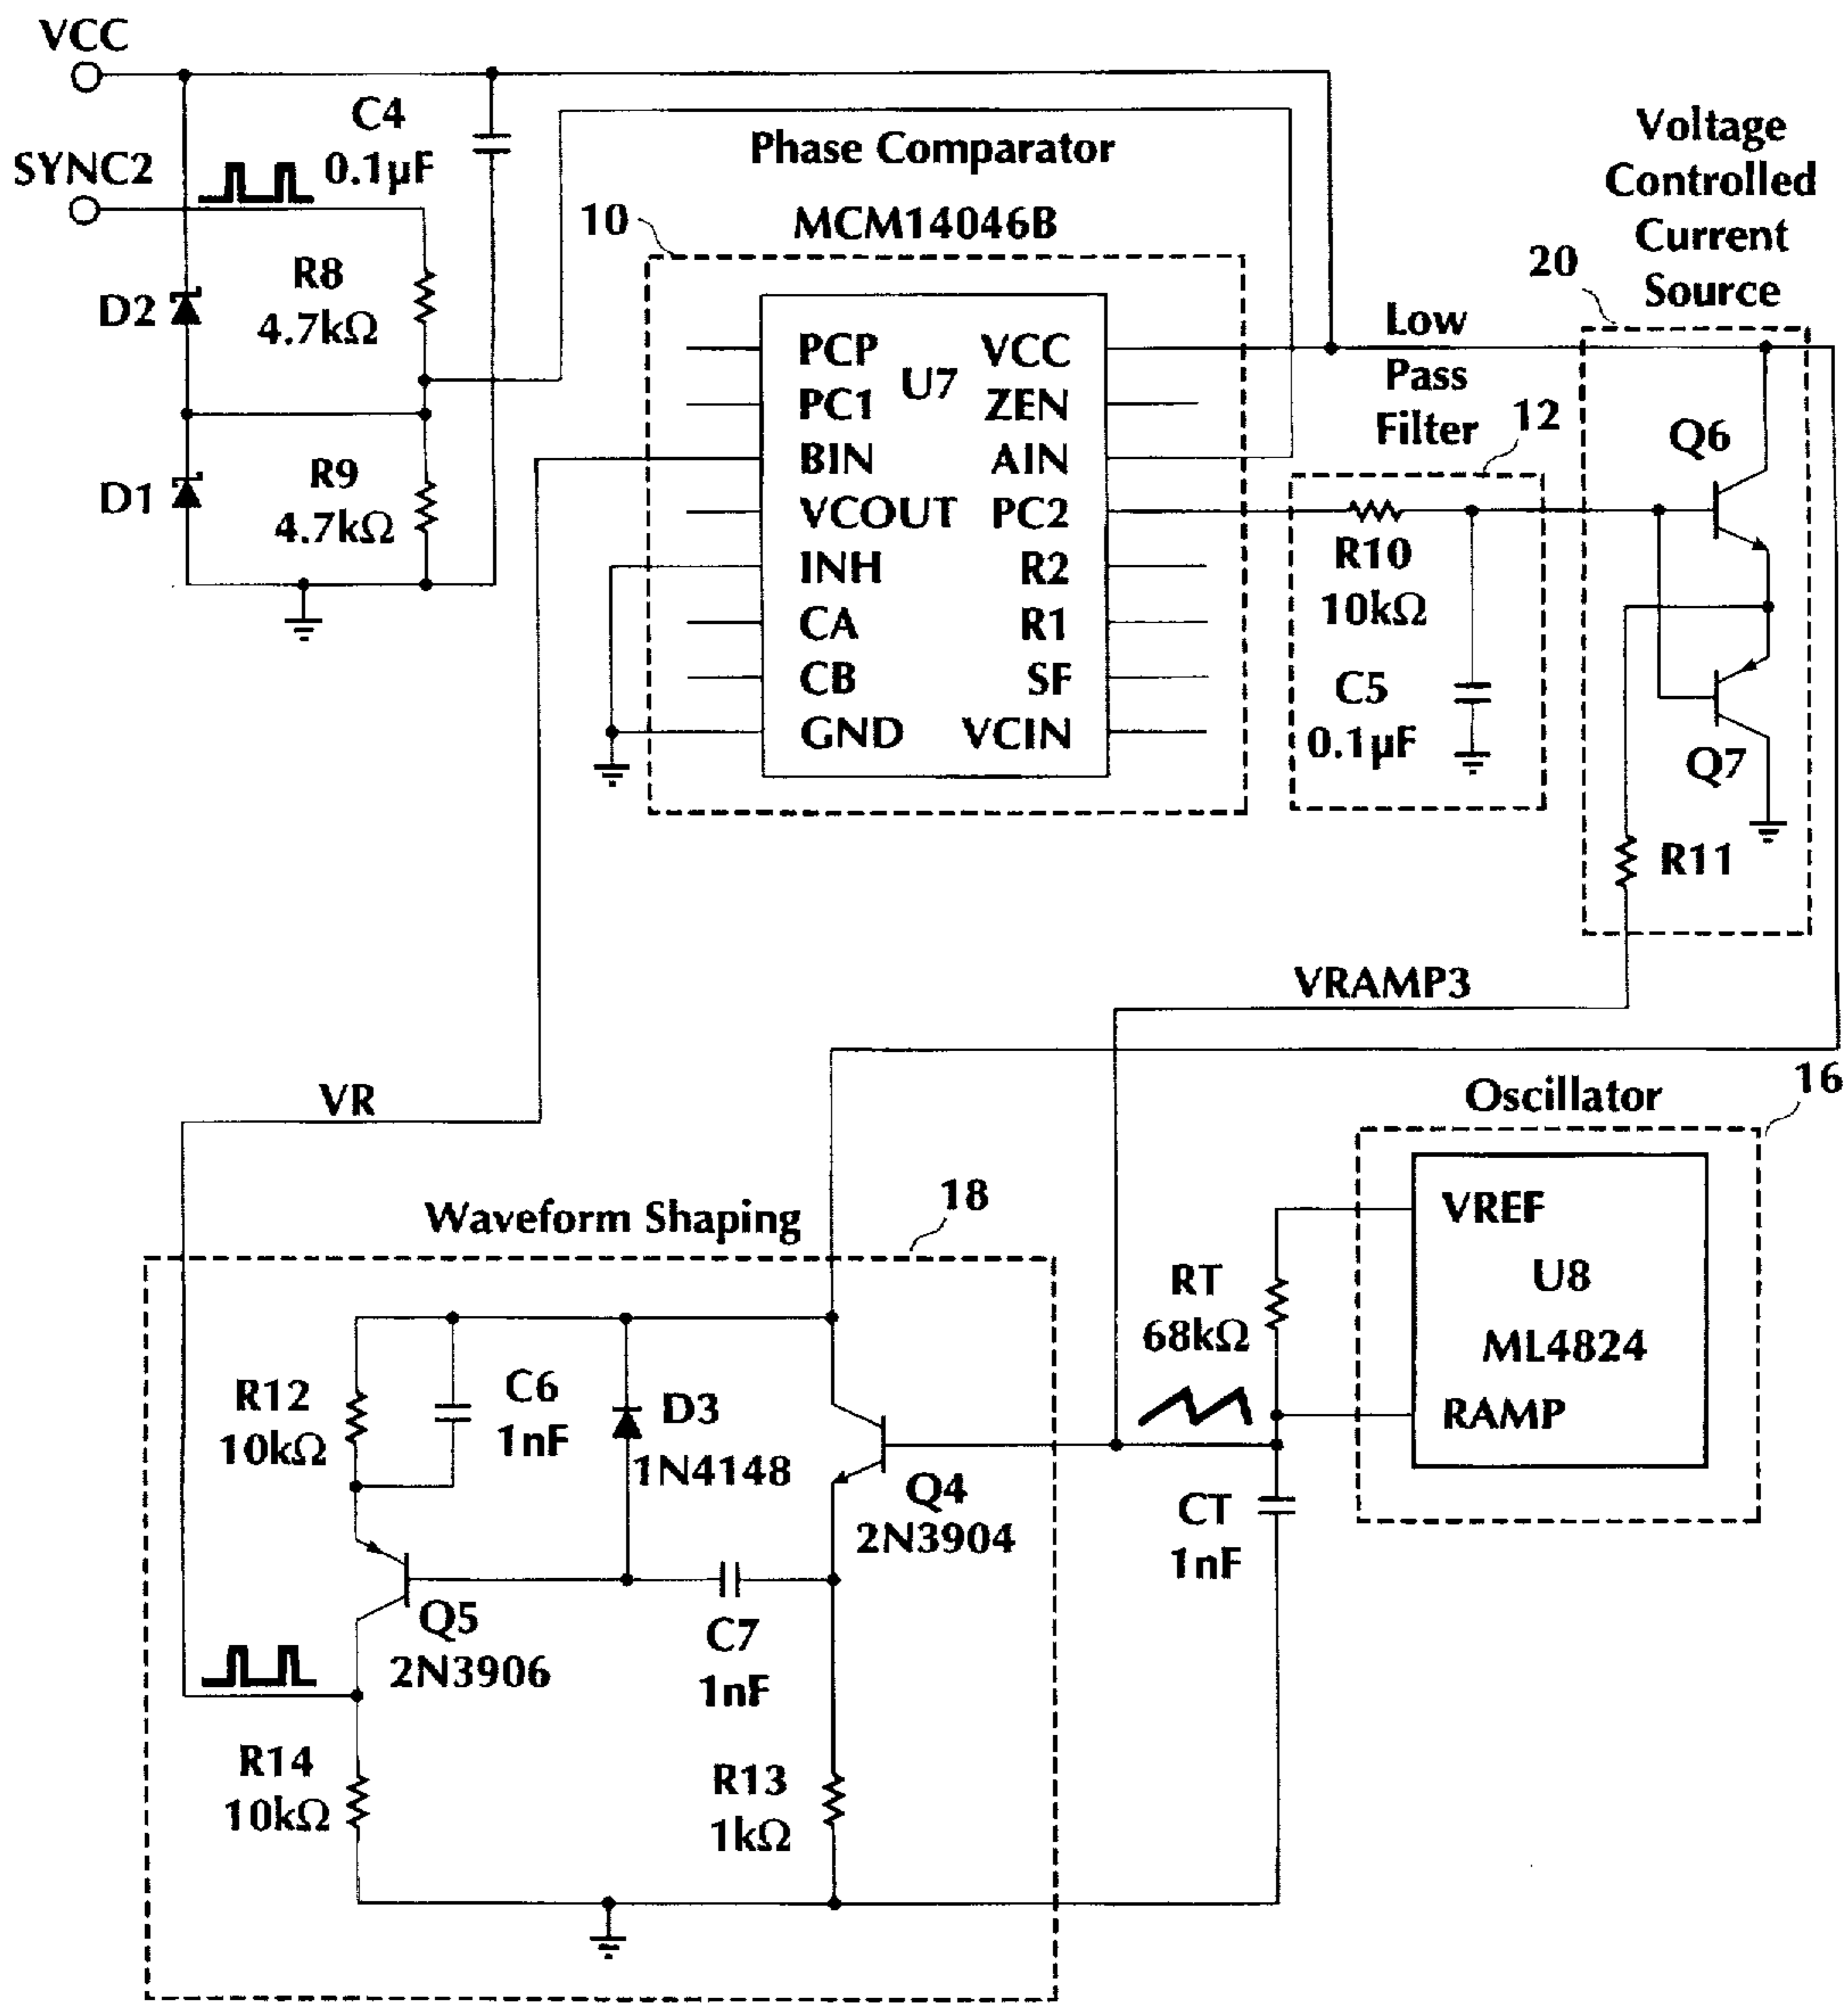 VCC
SYNC2
C4
0.1µF
R8
4.7kΩ
D2
R9
4.7kΩ
D1
Phase Comparator
MCM14046B
10
U7
PCP
PC1
BIN
VCOUT
INH
CA
CB
GND
VCC
ZEN
AIN
PC2
R2
R1
SF
VCIN
Low
Pass
Filter
12
R10
10kΩ
C5
0.1µF
Voltage
Controlled
Current
Source
20
Q6
Q7
R11
VRAMP3
VR
Oscillator
16
VREF
U8
ML4824
RAMP
RT
68kΩ
CT
1nF
Waveform Shaping
18
R12
10kΩ
C6
1nF
D3
1N4148
Q4
2N3904
Q5
2N3906
C7
1nF
R14
10kΩ
R13
1kΩ